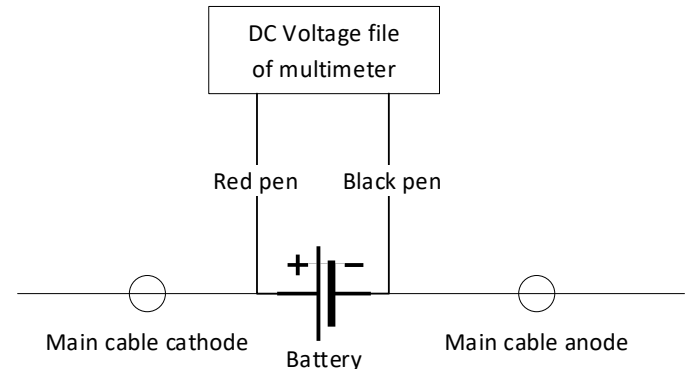 DC Voltage file
of multimeter
Red pen
Black pen
+
−
Main cable cathode
Battery
Main cable anode